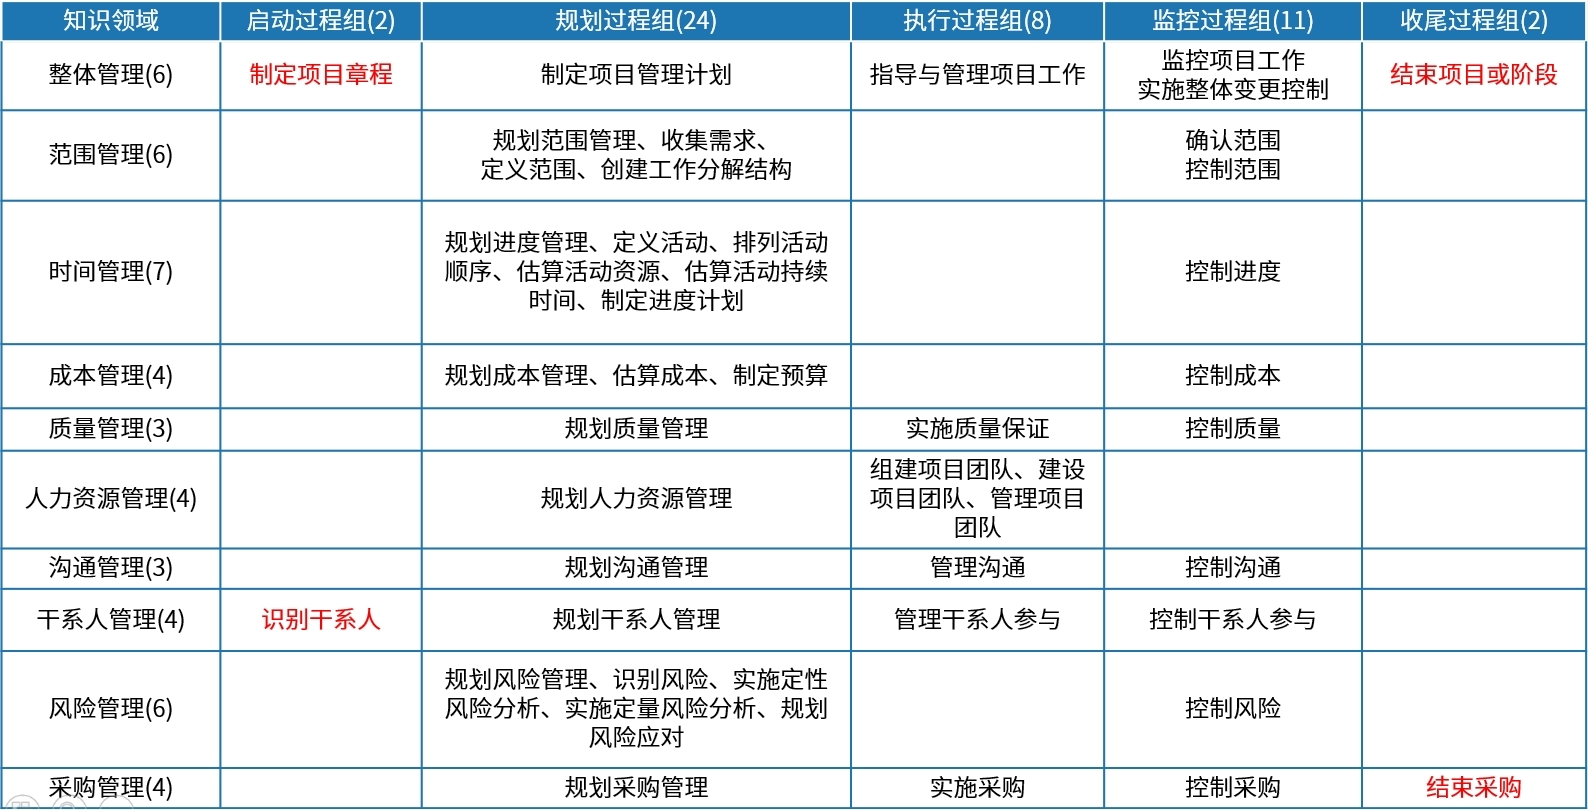 知识领域 启动过程组(2) 规划过程组(24) 执行过程组(8) 监控过程组(11) 收尾过程组(2)
整体管理(6) 制定项目章程 制定项目管理计划 指导与管理项目工作 监控项目工作
实施整体变更控制 结束项目或阶段
范围管理(6) 规划范围管理、收集需求、
定义范围、创建工作分解结构 确认范围
控制范围
时间管理(7) 规划进度管理、定义活动、排列活动
顺序、估算活动资源、估算活动持续
时间、制定进度计划 控制进度
成本管理(4) 规划成本管理、估算成本、制定预算 控制成本
质量管理(3) 规划质量管理 实施质量保证 控制质量
人力资源管理(4) 规划人力资源管理 组建项目团队、建设
项目团队、管理项目
团队
沟通管理(3) 规划沟通管理 管理沟通 控制沟通
干系人管理(4) 识别干系人 规划干系人管理 管理干系人参与 控制干系人参与
风险管理(6) 规划风险管理、识别风险、实施定性
风险分析、实施定量风险分析、规划
风险应对 控制风险
采购管理(4) 规划采购管理 实施采购 控制采购 结束采购